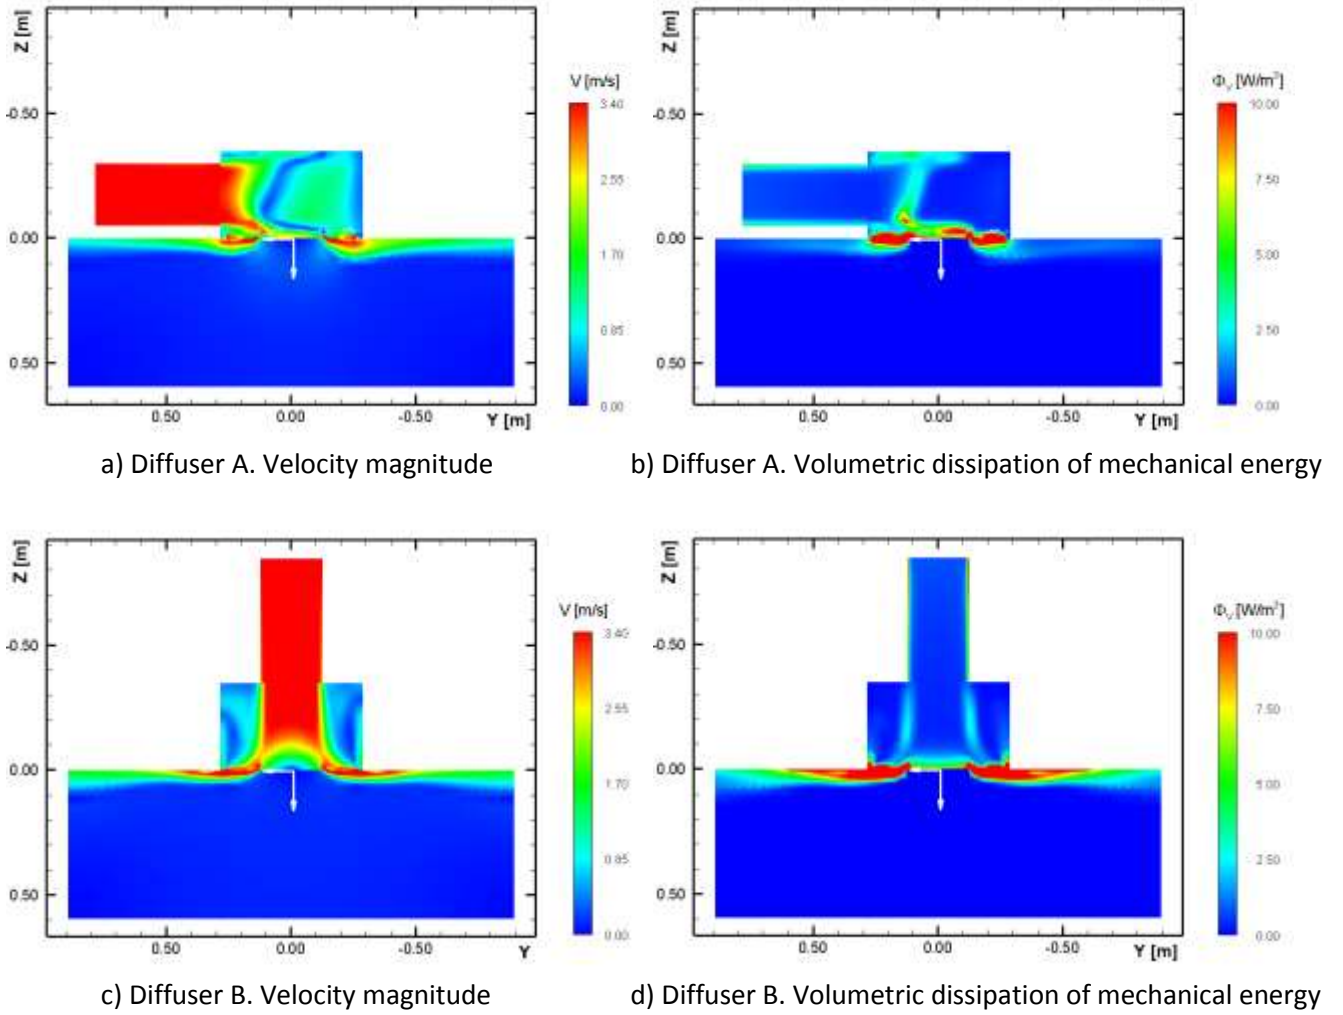 Z [m]
-0.50
0.00
0.50
0.50 0.00 -0.50
Y [m]
V [m/s]
3.40
2.55
1.70
0.85
0.00
Z [m]
-0.50
0.00
0.50
0.50 0.00 -0.50
Y [m]
Φᵥ [W/m³]
10.00
7.50
5.00
2.50
0.00
a) Diffuser A. Velocity magnitude
b) Diffuser A. Volumetric dissipation of mechanical energy
Z [m]
-0.50
0.00
0.50
0.50 0.00 -0.50
Y
V [m/s]
3.40
2.55
1.70
0.85
0.00
Z [m]
-0.50
0.00
0.50
0.50 0.00 -0.50
Y [m]
Φᵥ [W/m³]
10.00
7.50
5.00
2.50
0.00
c) Diffuser B. Velocity magnitude
d) Diffuser B. Volumetric dissipation of mechanical energy